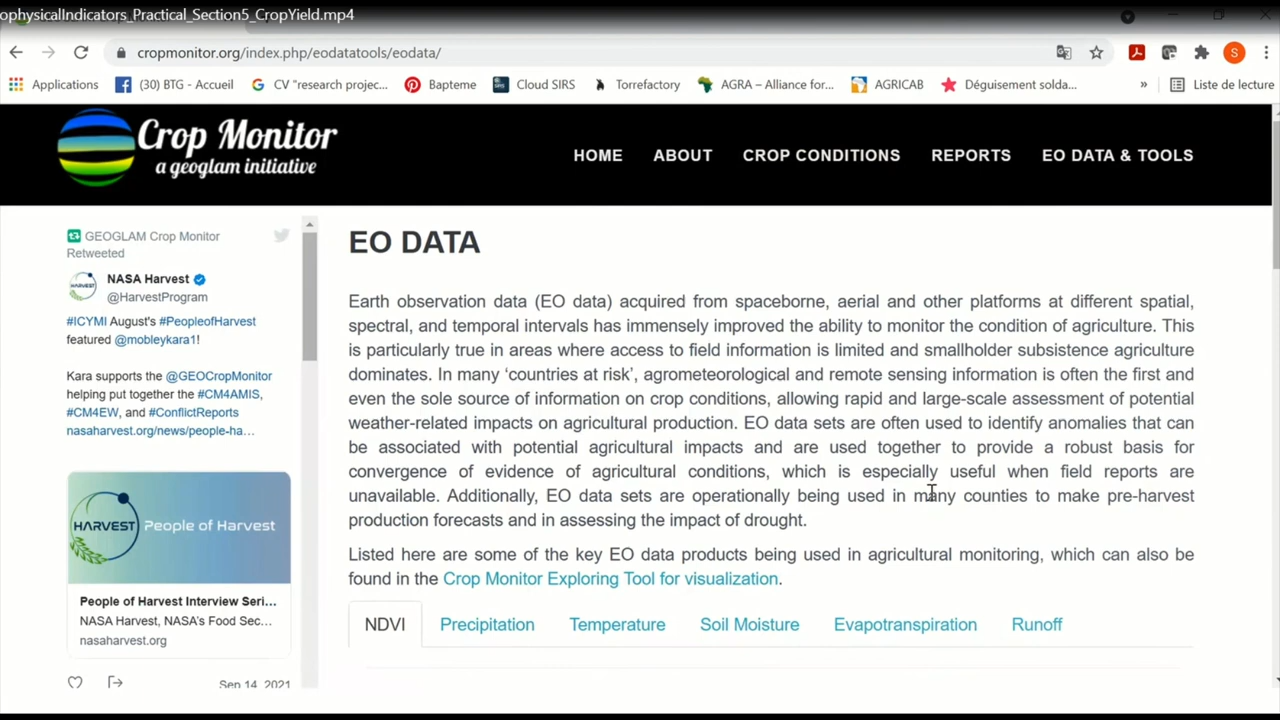 ophysicalIndicators_Practical_Section5_CropYield.mp4
cropmonitor.org/index.php/eodatatools/eodata/
Applications
(30) BTG - Accueil
CV "research projec...
Bapteme
Cloud SIRS
Torrefactory
AGRA – Alliance for...
AGRICAB
Déguisement solda...
»
Liste de lecture
S
Crop Monitor
a geoglam initiative
HOME
ABOUT
CROP CONDITIONS
REPORTS
EO DATA & TOOLS
GEOGLAM Crop Monitor
Retweeted
NASA Harvest
@HarvestProgram
#ICYMI August's #PeopleofHarvest
featured @mobleykara1!
Kara supports the @GEOCropMonitor
helping put together the #CM4AMIS,
#CM4EW, and #ConflictReports
nasaharvest.org/news/people-ha…
HARVEST
People of Harvest
People of Harvest Interview Seri...
NASA Harvest, NASA's Food Sec...
nasaharvest.org
Sep 14, 2021
EO DATA
Earth observation data (EO data) acquired from spaceborne, aerial and other platforms at different spatial,
spectral, and temporal intervals has immensely improved the ability to monitor the condition of agriculture. This
is particularly true in areas where access to field information is limited and smallholder subsistence agriculture
dominates. In many ‘countries at risk’, agrometeorological and remote sensing information is often the first and
even the sole source of information on crop conditions, allowing rapid and large-scale assessment of potential
weather-related impacts on agricultural production. EO data sets are often used to identify anomalies that can
be associated with potential agricultural impacts and are used together to provide a robust basis for
convergence of evidence of agricultural conditions, which is especially useful when field reports are
unavailable. Additionally, EO data sets are operationally being used in many counties to make pre-harvest
production forecasts and in assessing the impact of drought.
Listed here are some of the key EO data products being used in agricultural monitoring, which can also be
found in the Crop Monitor Exploring Tool for visualization.
NDVI
Precipitation
Temperature
Soil Moisture
Evapotranspiration
Runoff